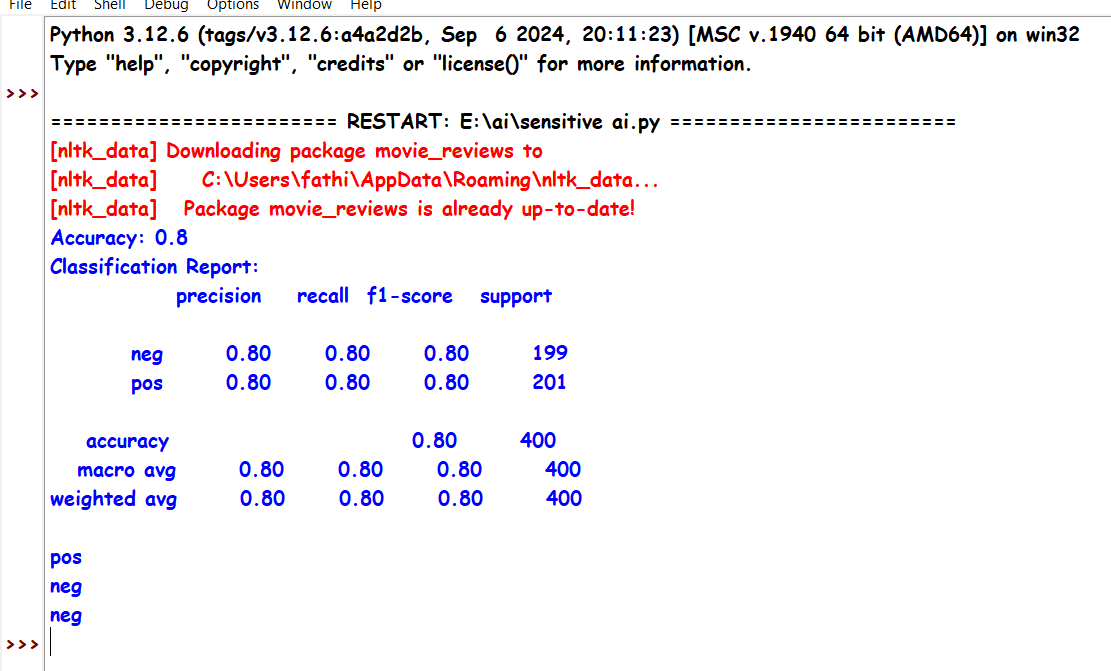 File Edit Shell Debug Options Window Help
Python 3.12.6 (tags/v3.12.6:a4a2d2b, Sep  6 2024, 20:11:23) [MSC v.1940 64 bit (AMD64)] on win32
Type "help", "copyright", "credits" or "license()" for more information.
>>>
======================== RESTART: E:\ai\sensitive ai.py ========================
[nltk_data] Downloading package movie_reviews to
[nltk_data]     C:\Users\fathi\AppData\Roaming\nltk_data...
[nltk_data]   Package movie_reviews is already up-to-date!
Accuracy: 0.8
Classification Report:
precision recall f1-score support
neg 0.80 0.80 0.80 199
pos 0.80 0.80 0.80 201
accuracy 0.80 400
macro avg 0.80 0.80 0.80 400
weighted avg 0.80 0.80 0.80 400
pos
neg
neg
>>>